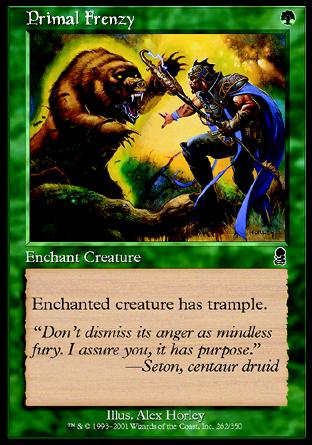 Primal Frenzy
HORLEY
Enchant Creature
Enchanted creature has trample.
“Don’t dismiss its anger as mindless
fury. I assure you, it has purpose.”
—Seton, centaur druid
Illus. Alex Horley
™ & © 1993–2001 Wizards of the Coast, Inc. 262/350